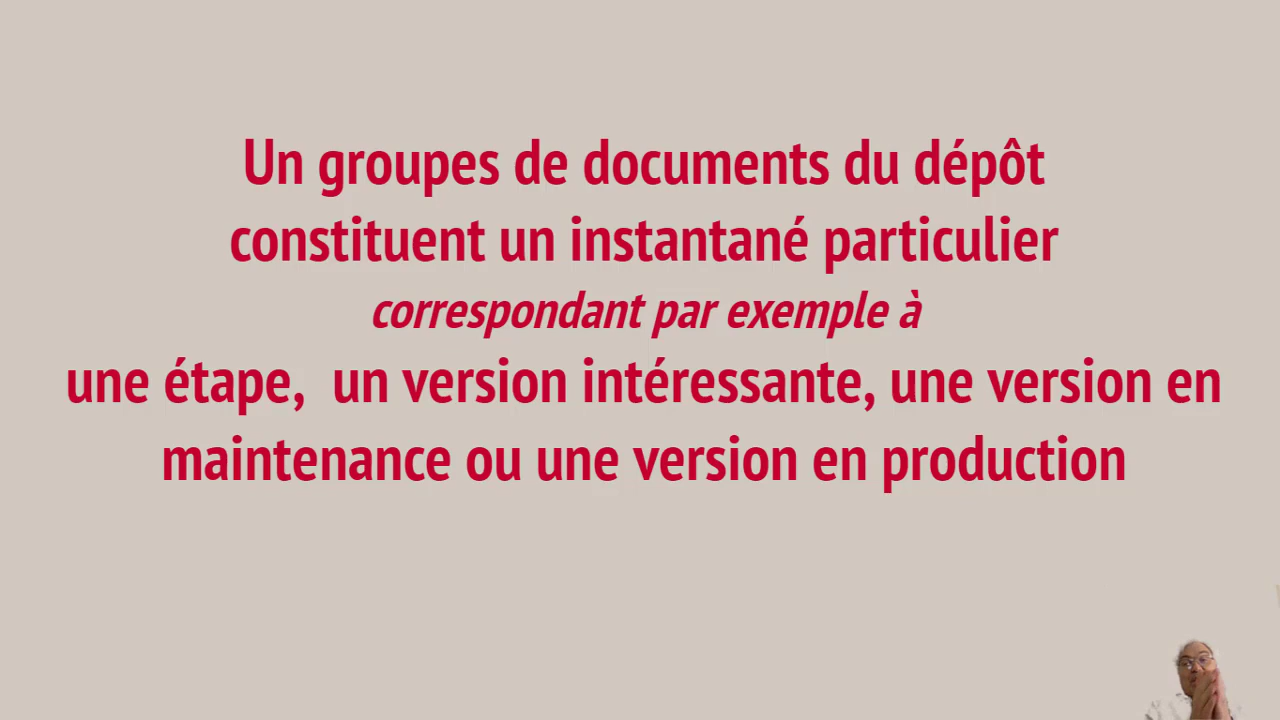 Un groupes de documents du dépôt
constituent un instantané particulier
correspondant par exemple à
une étape,  un version intéressante, une version en
maintenance ou une version en production